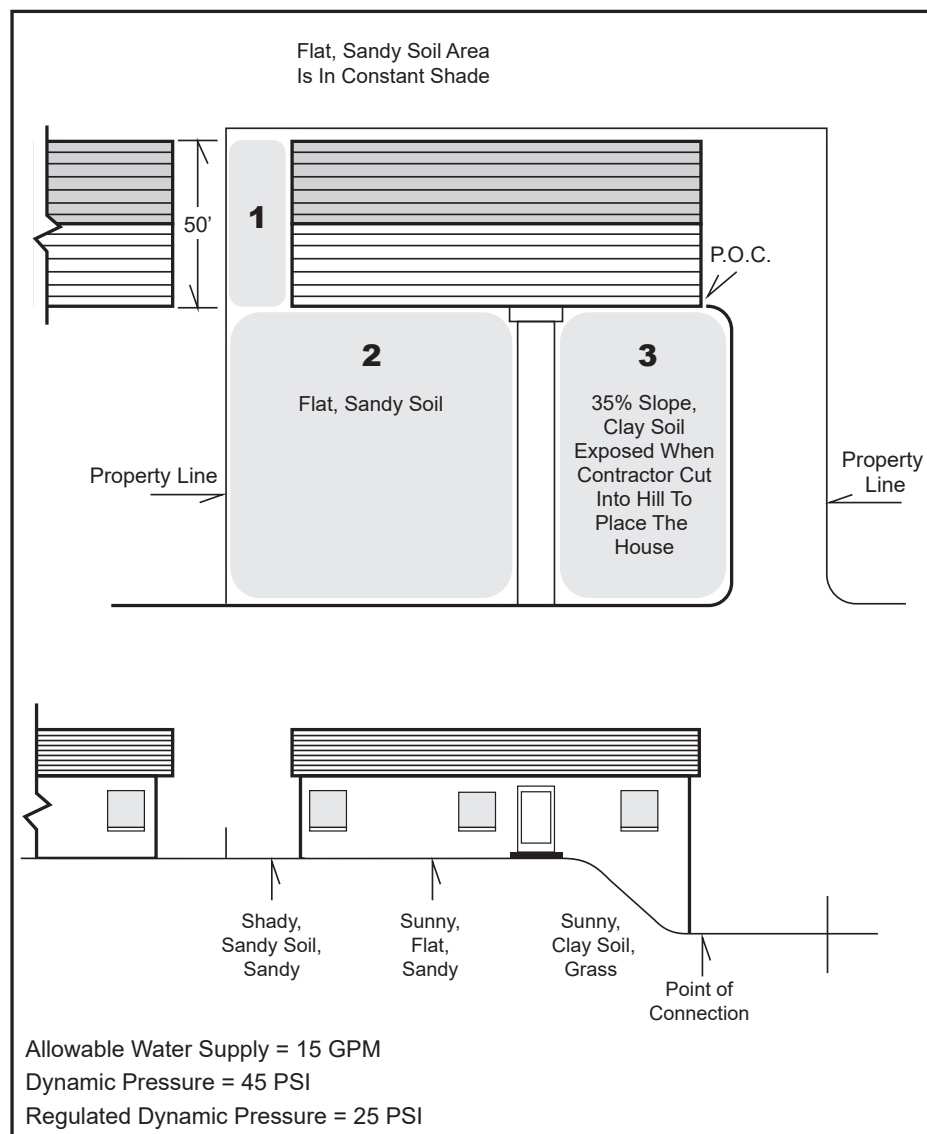 Flat, Sandy Soil Area
Is In Constant Shade
50’
1
P.O.C.
2
Flat, Sandy Soil
3
35% Slope,
Clay Soil
Exposed When
Contractor Cut
Into Hill To
Place The
House
Property Line
Property
Line
Shady,
Sandy Soil,
Sandy
Sunny,
Flat,
Sandy
Sunny,
Clay Soil,
Grass
Point of
Connection
Allowable Water Supply = 15 GPM
Dynamic Pressure = 45 PSI
Regulated Dynamic Pressure = 25 PSI